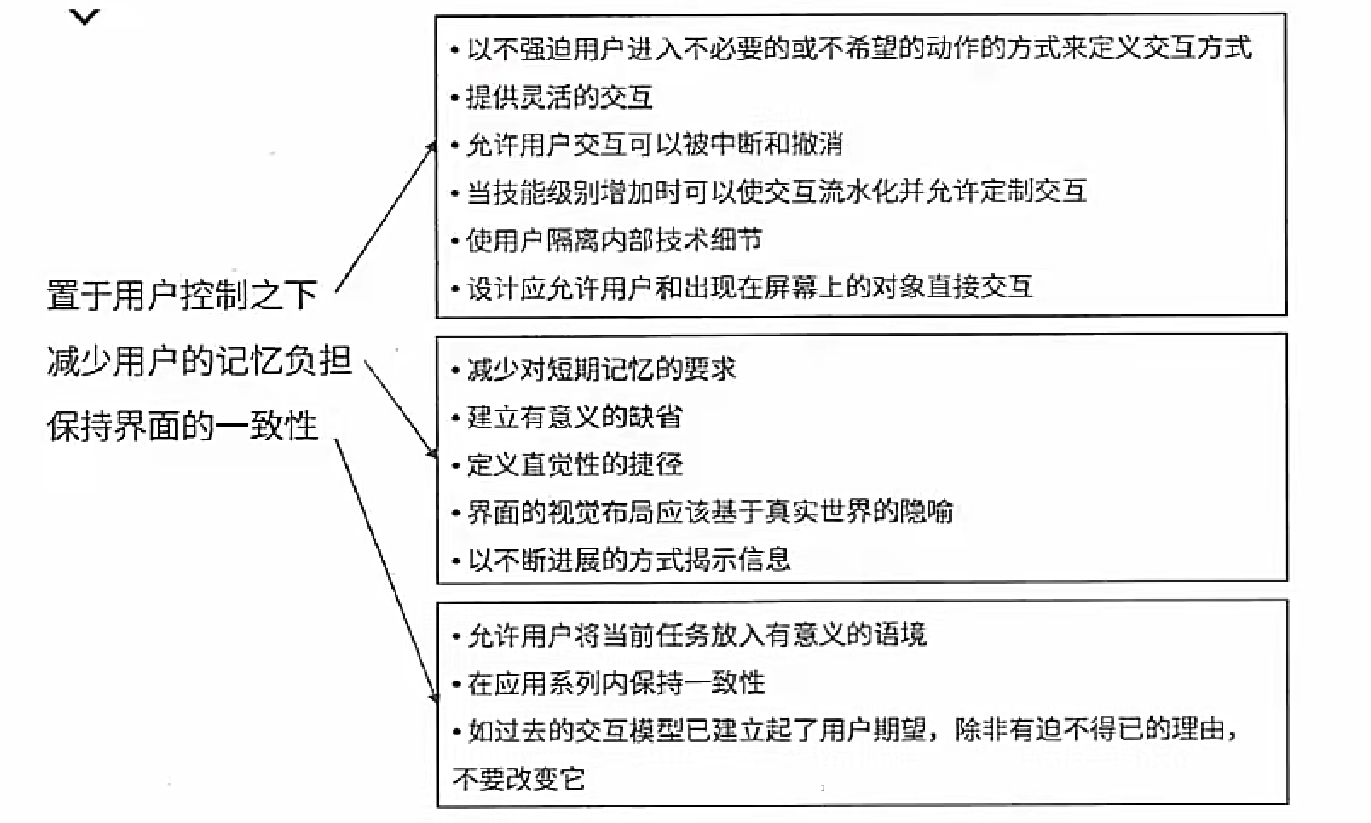 • 以不强迫用户进入不必要的或不希望的动作的方式来定义交互方式
• 提供灵活的交互
• 允许用户交互可以被中断和撤消
• 当技能级别增加时可以使交互流水化并允许定制交互
• 使用户隔离内部技术细节
• 设计应允许用户和出现在屏幕上的对象直接交互
置于用户控制之下
减少用户的记忆负担
保持界面的一致性
• 减少对短期记忆的要求
• 建立有意义的缺省
• 定义直觉性的捷径
• 界面的视觉布局应该基于真实世界的隐喻
• 以不断进展的方式揭示信息
• 允许用户将当前任务放入有意义的语境
• 在应用系列内保持一致性
• 如过去的交互模型已建立起了用户期望，除非有迫不得已的理由，
不要改变它